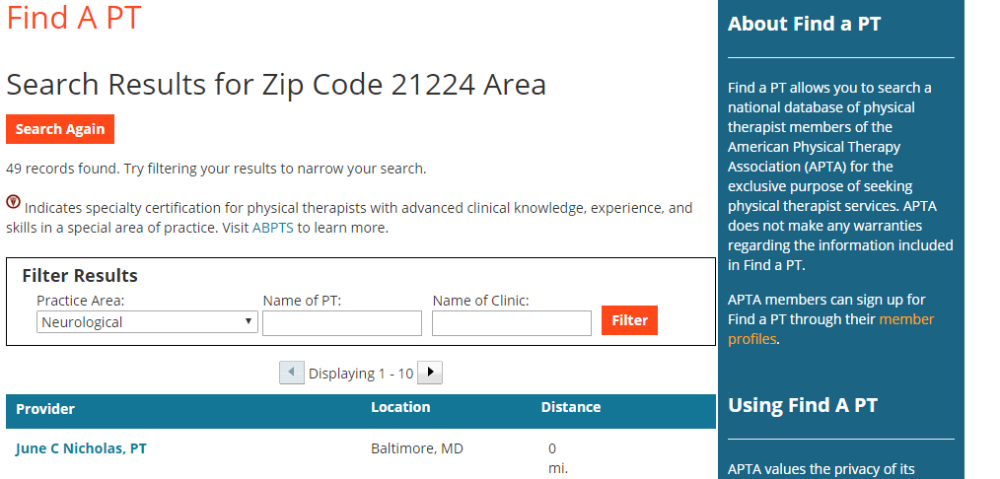 Find A PT
Search Results for Zip Code 21224 Area
Search Again
49 records found. Try filtering your results to narrow your search.
Indicates specialty certification for physical therapists with advanced clinical knowledge, experience, and
skills in a special area of practice. Visit ABPTS to learn more.
Filter Results
Practice Area:
Name of PT:
Name of Clinic:
Neurological
Filter
Displaying 1 - 10
Provider
Location
Distance
June C Nicholas, PT
Baltimore, MD
0
mi.
About Find a PT
Find a PT allows you to search a
national database of physical
therapist members of the
American Physical Therapy
Association (APTA) for the
exclusive purpose of seeking
physical therapist services. APTA
does not make any warranties
regarding the information included
in Find a PT.
APTA members can sign up for
Find a PT through their member
profiles.
Using Find A PT
APTA values the privacy of its